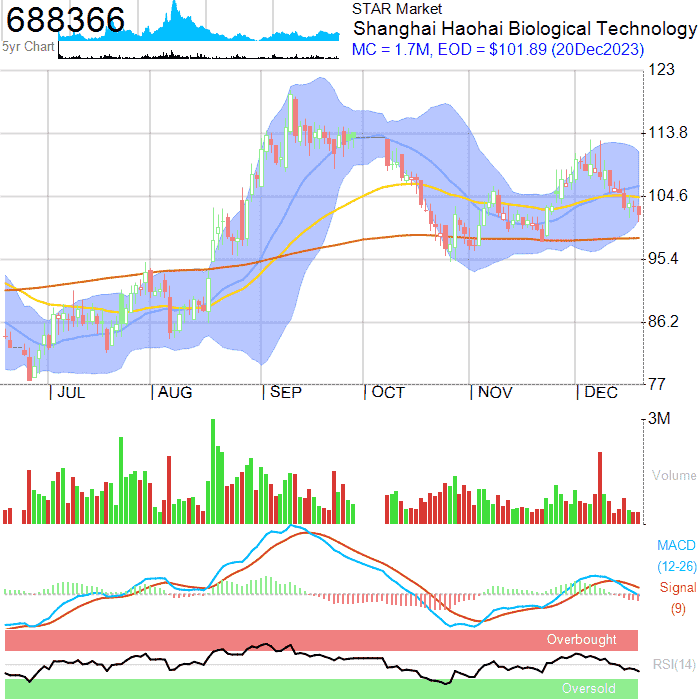 688366
5yr Chart
STAR Market
Shanghai Haohai Biological Technology
MC = 1.7M, EOD = $101.89 (20Dec2023)
123
113.8
104.6
95.4
86.2
77
JUL
AUG
SEP
OCT
NOV
DEC
3M
Volume
MACD
(12-26)
Signal
(9)
Overbought
RSI(14)
Oversold